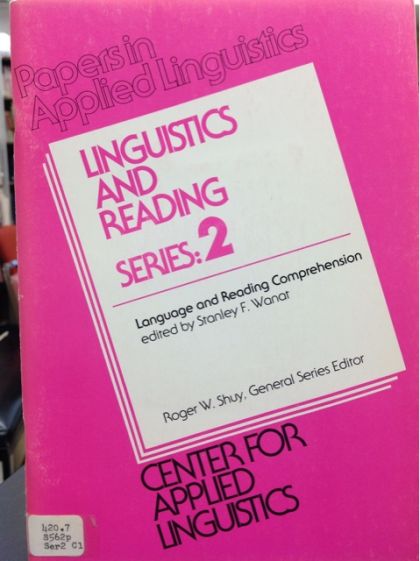 Papers in
Applied Linguistics
LINGUISTICS
AND
READING
SERIES: 2
Language and Reading Comprehension
edited by Stanley F. Wanat
Roger W. Shuy, General Series Editor
CENTER FOR
APPLIED
LINGUISTICS
420.7
S562p
Ser2 C1